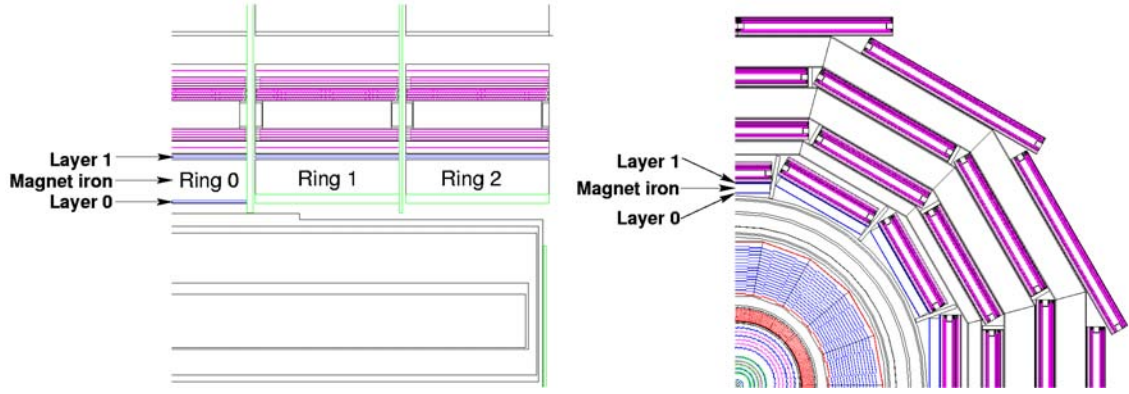 Layer 1
Magnet iron
Layer 0
Ring 0
Ring 1
Ring 2
Layer 1
Magnet iron
Layer 0